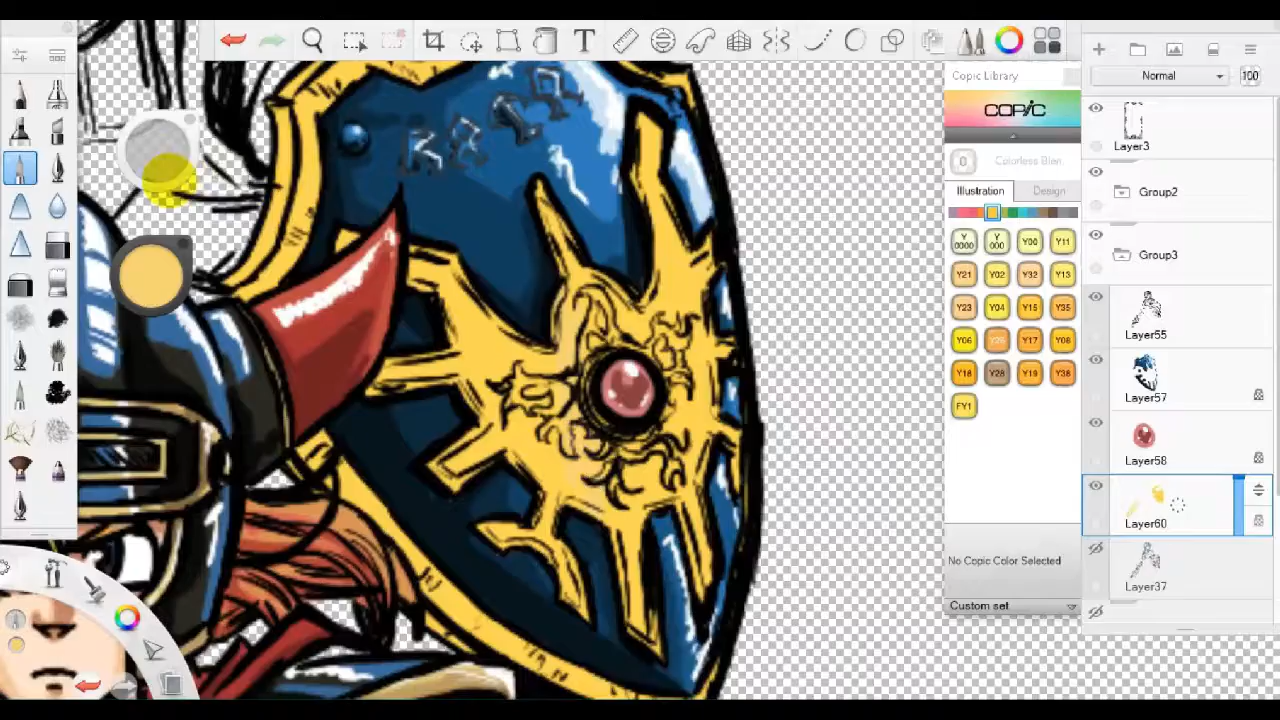 T
Copic Library
Normal
100
COPIC
0
Colorless Blen
Illustration
Design
Y0000
Y000
Y00
Y11
Y21
Y02
Y32
Y13
Y23
Y04
Y15
Y35
Y06
Y26
Y17
Y08
Y18
Y28
Y19
Y38
FY1
No Copic Color Selected
Custom set
Layer3
Group2
Group3
Layer55
Layer57
Layer58
Layer60
Layer37